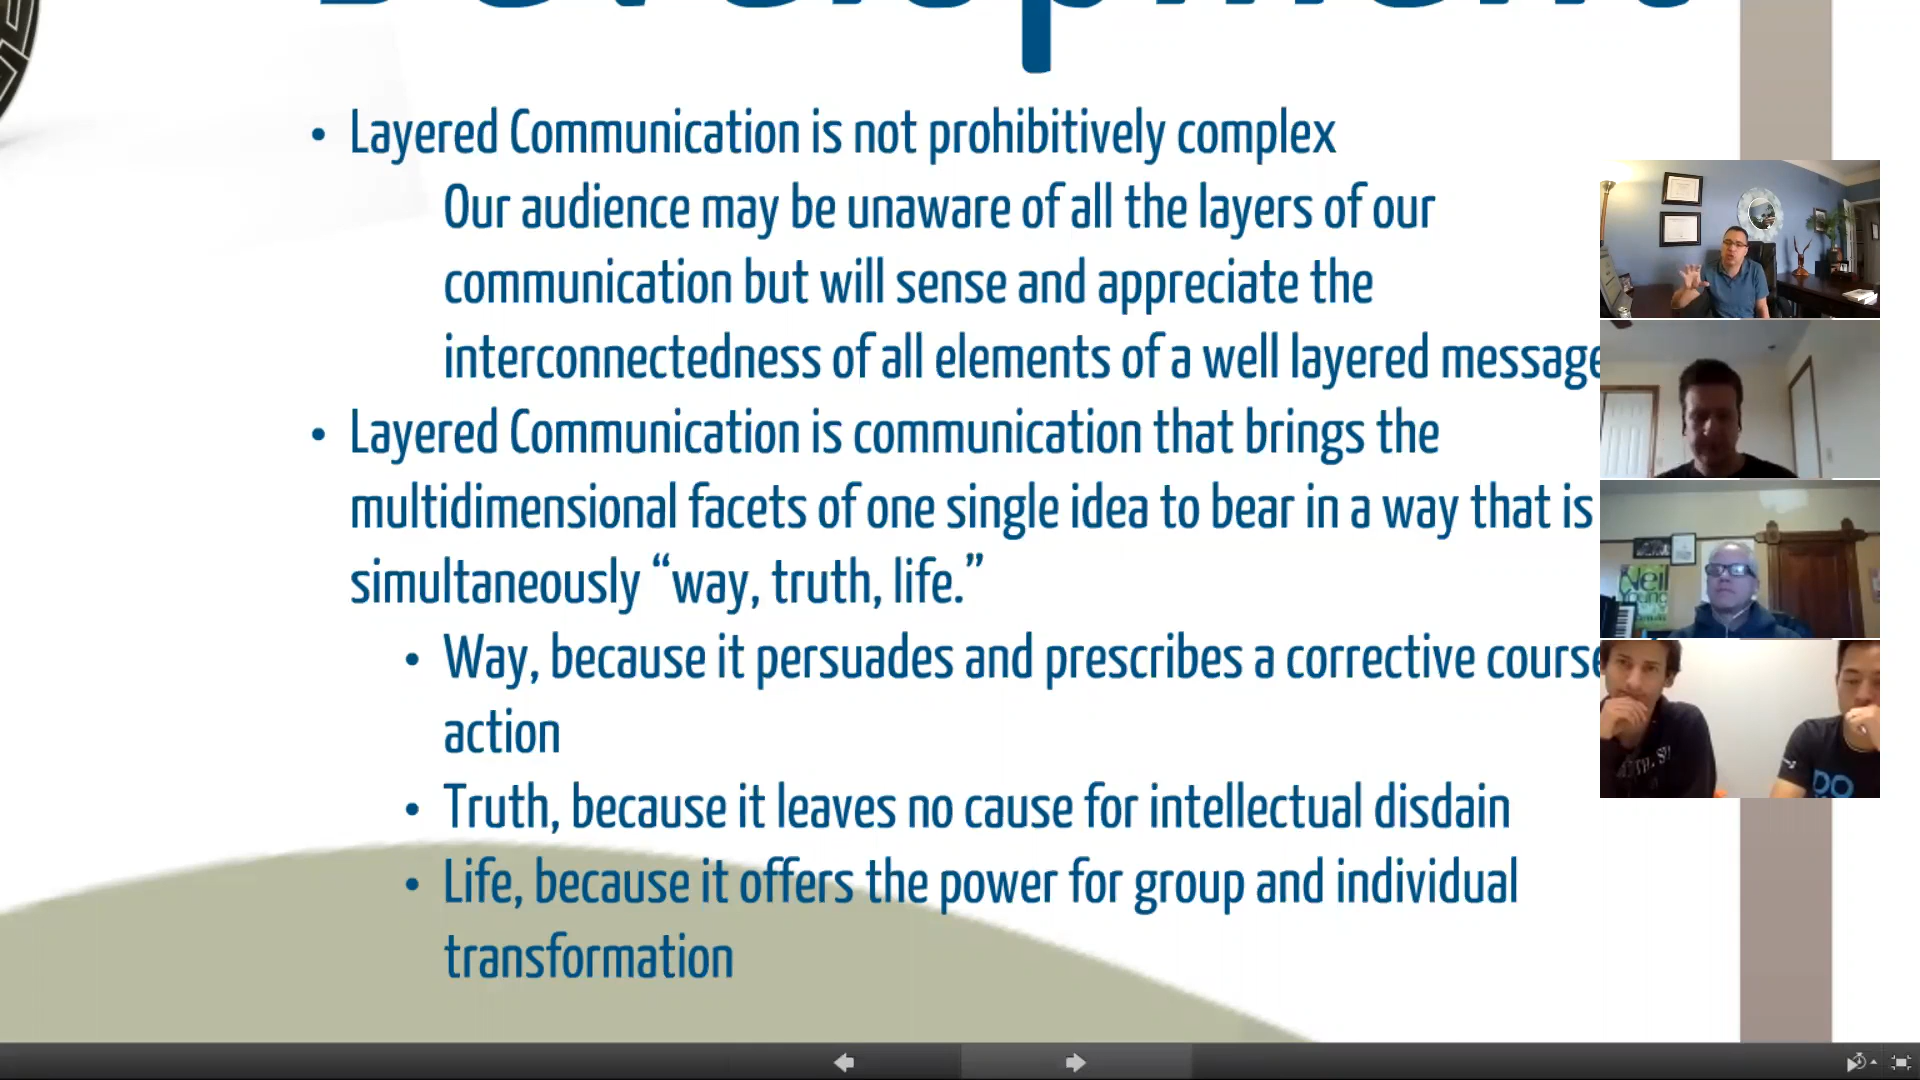 Development
• Layered Communication is not prohibitively complex
Our audience may be unaware of all the layers of our
communication but will sense and appreciate the
interconnectedness of all elements of a well layered message
• Layered Communication is communication that brings the
multidimensional facets of one single idea to bear in a way that is
simultaneously “way, truth, life.”
• Way, because it persuades and prescribes a corrective course
action
• Truth, because it leaves no cause for intellectual disdain
• Life, because it offers the power for group and individual
transformation
Neil
Young
DO